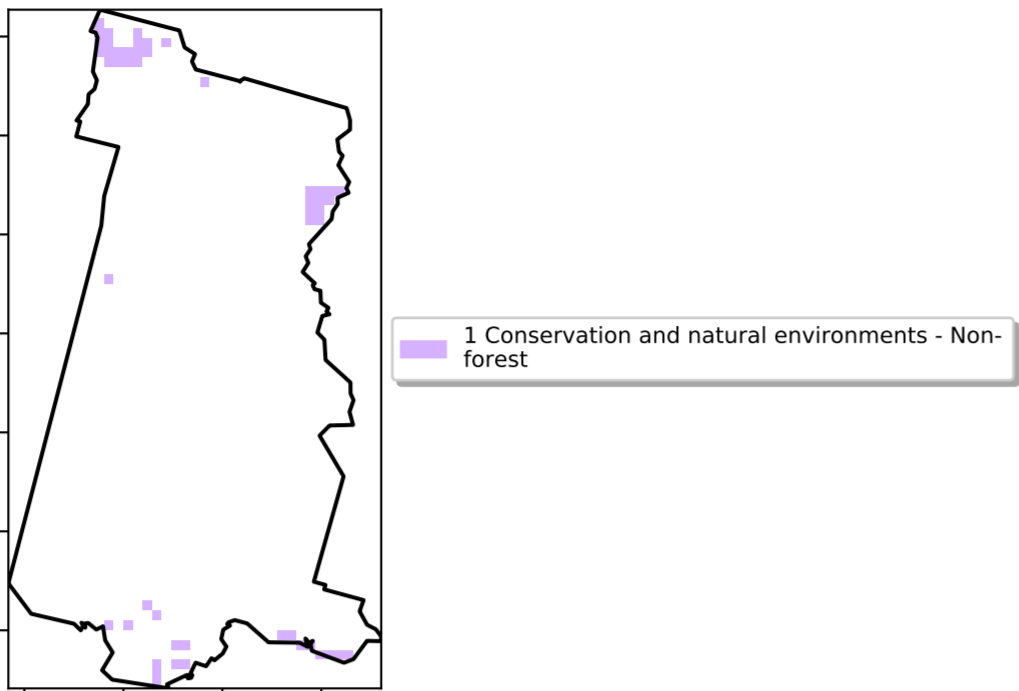 1 Conservation and natural environments - Non-
forest